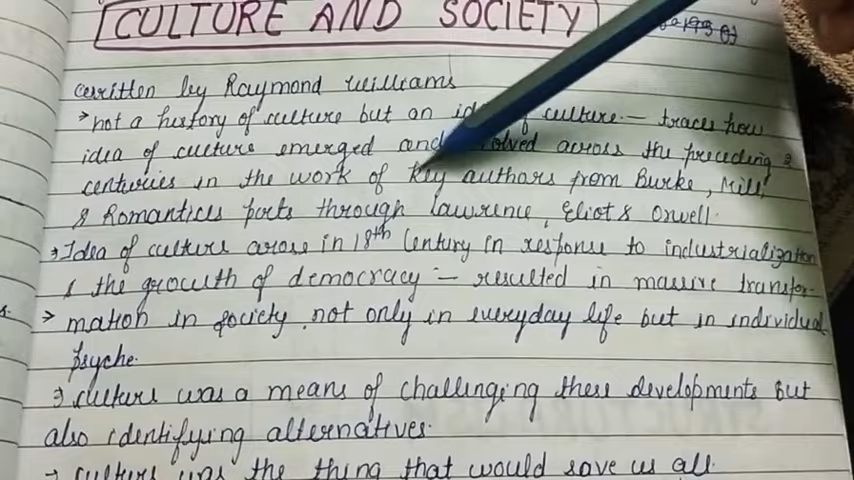 CULTURE AND SOCIETY
written by Raymond Williams
→ not a history of culture but an of culture — traces how
idea of culture emerged and across the preceding 2
centuries in the work of key authors from Burke, Mill
& Romantics poets through Lawrence, Eliot & Orwell.
→ Idea of culture arose in 18th Century in response to industrialization
& the growth of democracy — resulted in massive transfor-
→ mation in society not only in everyday life but in individual
psyche.
→ culture was a means of challenging these developments but
also identifying alternatives.
→ culture was the thing that would save us all.